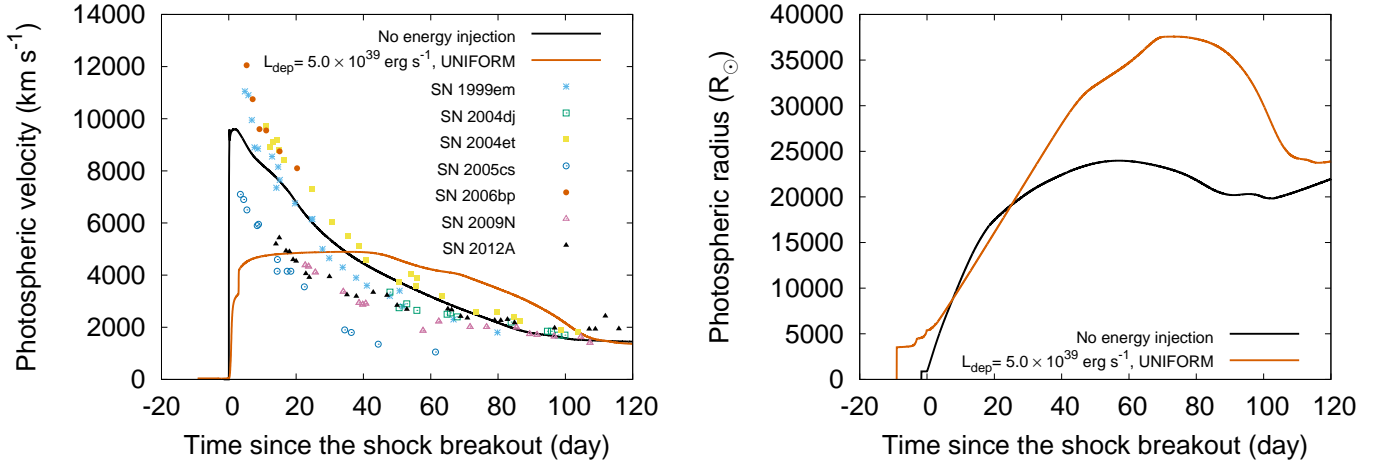 Photospheric velocity (km s⁻¹)
14000
12000
10000
8000
6000
4000
2000
0
No energy injection
L_dep= 5.0 × 10³⁹ erg s⁻¹, UNIFORM
SN 1999em
SN 2004dj
SN 2004et
SN 2005cs
SN 2006bp
SN 2009N
SN 2012A
-20 0 20 40 60 80 100 120
Time since the shock breakout (day)
Photospheric radius (R☉)
40000
35000
30000
25000
20000
15000
10000
5000
0
No energy injection
L_dep= 5.0 × 10³⁹ erg s⁻¹, UNIFORM
-20 0 20 40 60 80 100 120
Time since the shock breakout (day)